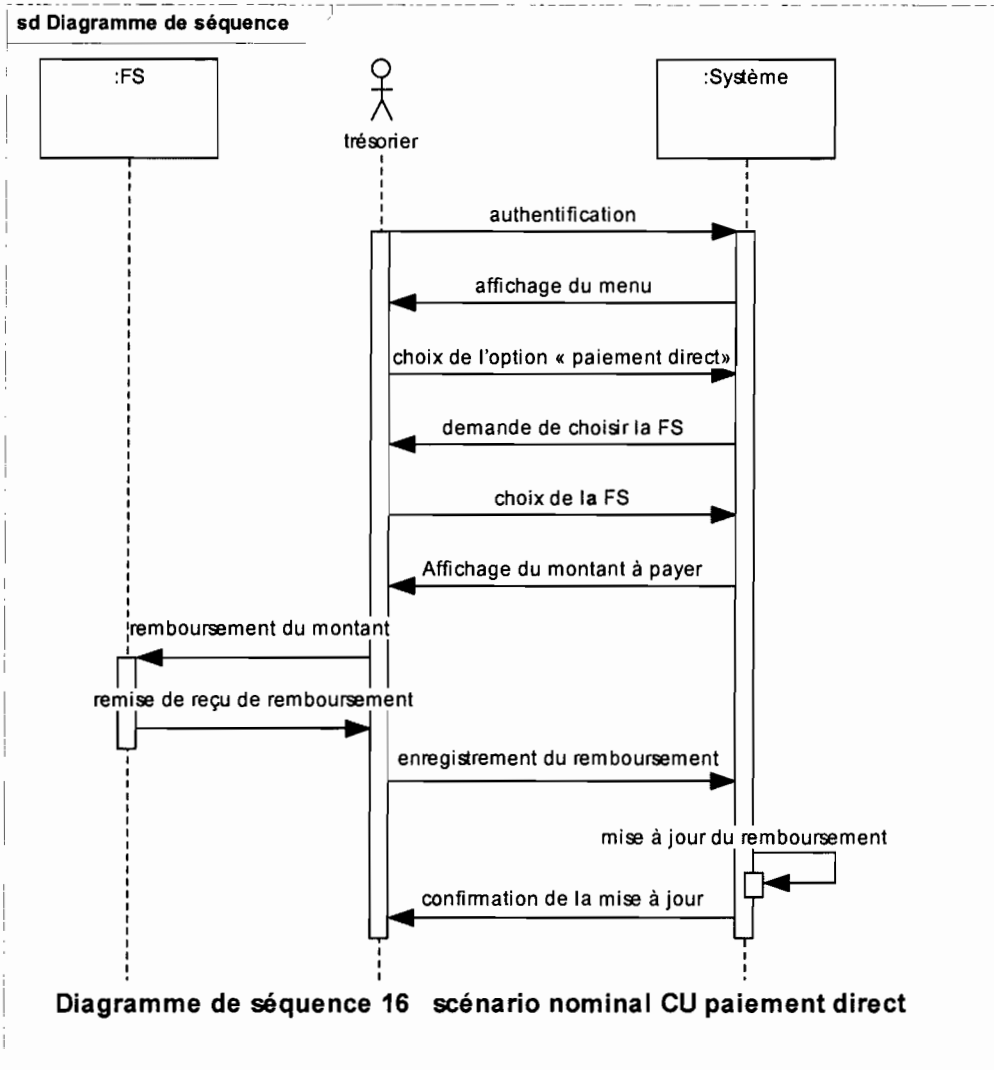 sd Diagramme de séquence
:FS
trésorier
:Système
authentification
affichage du menu
choix de l'option « paiement direct»
demande de choisir la FS
choix de la FS
Affichage du montant à payer
remboursement du montant
remise de reçu de remboursement
enregistrement du remboursement
mise à jour du remboursement
confirmation de la mise à jour
Diagramme de séquence 16 scénario nominal CU paiement direct